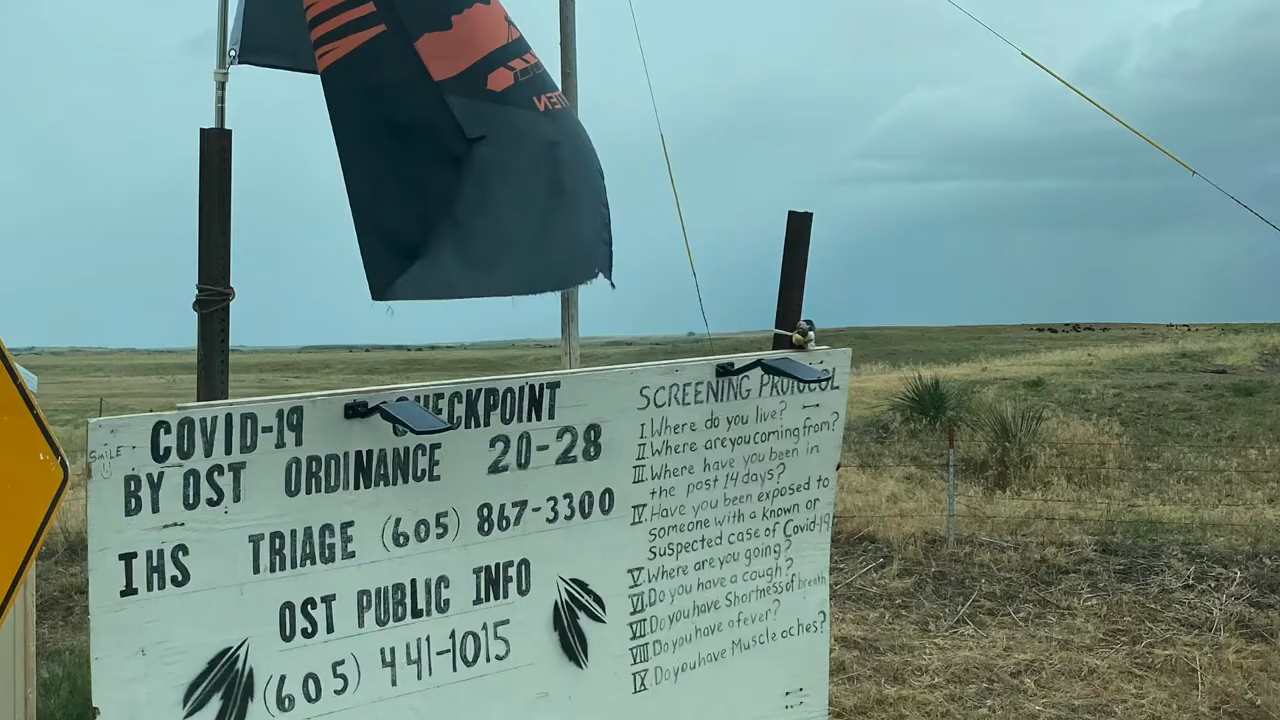 SMILE
COVID-19 CHECKPOINT
BY OST ORDINANCE 20-28
IHS TRIAGE (605) 867-3300
OST PUBLIC INFO
(605) 441-1015
SCREENING PROTOCOL
I. Where do you live?
II. Where are you coming from?
III. Where have you been in
the past 14 days?
IV. Have you been exposed to
someone with a known or
suspected case of Covid-19
V. Where are you going?
VI. Do you have a cough?
VII. Do you have Shortness of breath
VIII. Do you have a fever?
IX. Do you have Muscle aches?